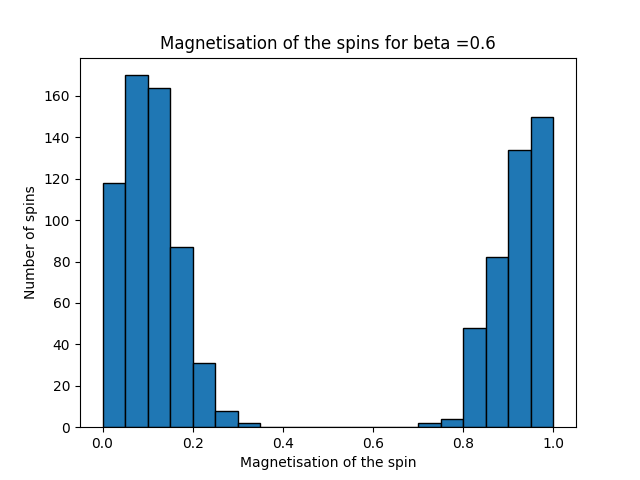 Magnetisation of the spins for beta =0.6
160
140
120
100
80
60
40
20
0
Number of spins
0.0 0.2 0.4 0.6 0.8 1.0
Magnetisation of the spin